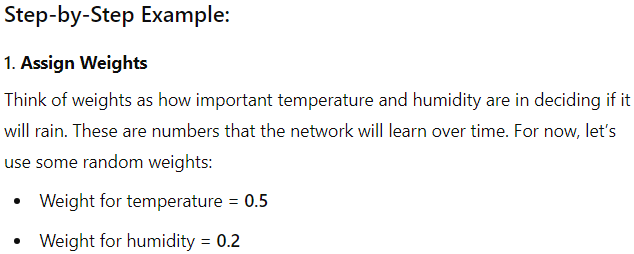 Step-by-Step Example:
1. Assign Weights
Think of weights as how important temperature and humidity are in deciding if it
will rain. These are numbers that the network will learn over time. For now, let’s
use some random weights:
• Weight for temperature = 0.5
• Weight for humidity = 0.2